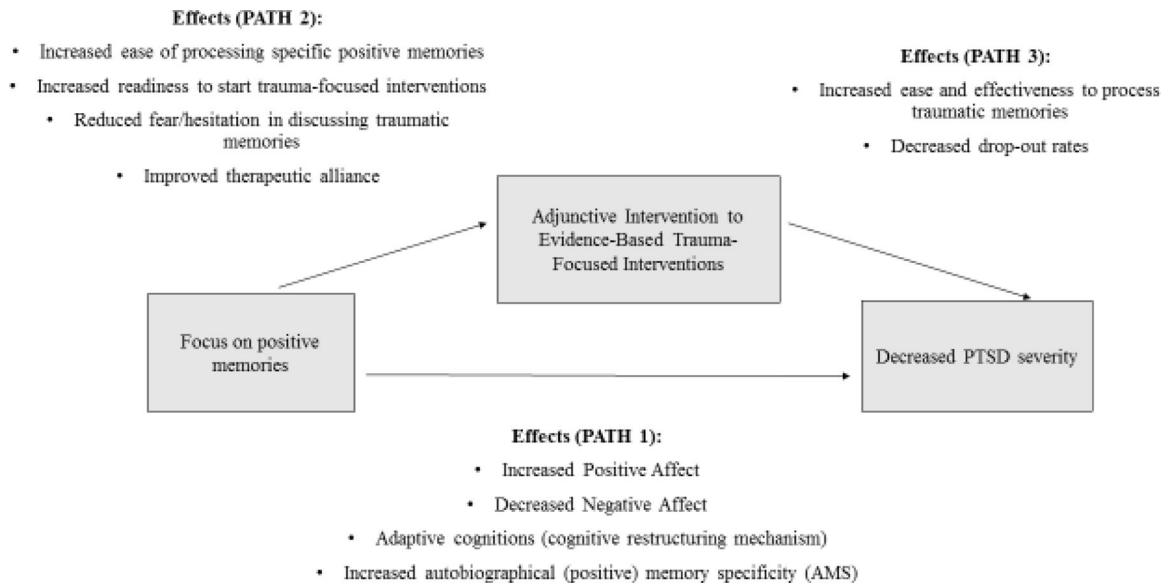 Effects (PATH 2):
• Increased ease of processing specific positive memories
• Increased readiness to start trauma-focused interventions
• Reduced fear/hesitation in discussing traumatic
memories
• Improved therapeutic alliance
Effects (PATH 3):
• Increased ease and effectiveness to process
traumatic memories
• Decreased drop-out rates
Adjunctive Intervention to
Evidence-Based Trauma-
Focused Interventions
Focus on positive
memories
Decreased PTSD severity
Effects (PATH 1):
• Increased Positive Affect
• Decreased Negative Affect
• Adaptive cognitions (cognitive restructuring mechanism)
• Increased autobiographical (positive) memory specificity (AMS)